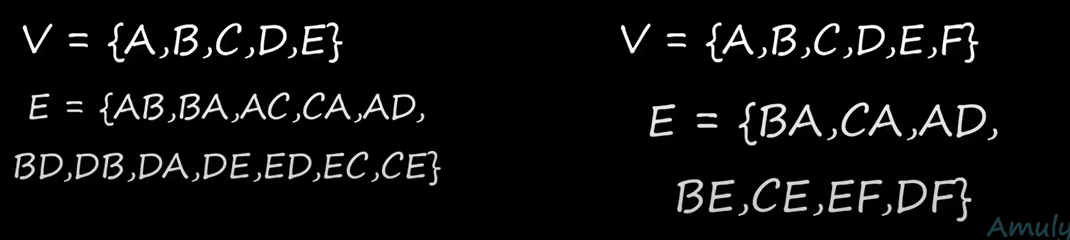 V = {A,B,C,D,E}
E = {AB,BA,AC,CA,AD,
BD,DB,DA,DE,ED,EC,CE}
V = {A,B,C,D,E,F}
E = {BA,CA,AD,
BE,CE,EF,DF}
Amuly